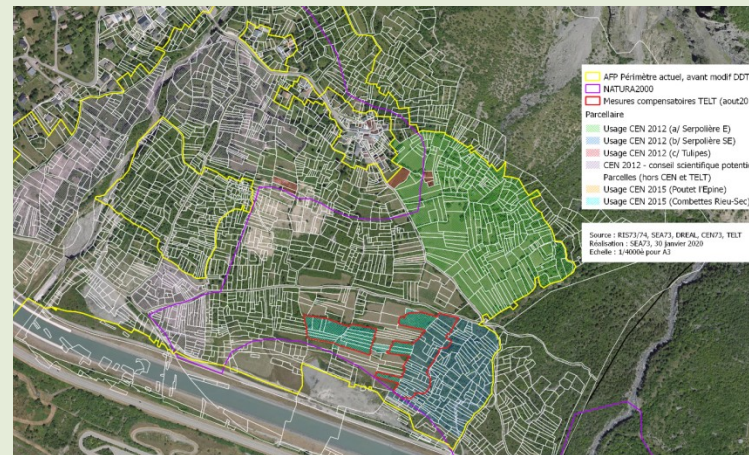 AFP Périmètre actuel, avant modif DDT
NATURA2000
Mesures compensatoires TELT (aout20
Parcellaire
Usage CEN 2012 (a/ Serpolière E)
Usage CEN 2012 (b/ Serpolière SE)
Usage CEN 2012 (c/ Tulipes)
CEN 2012 - conseil scientifique potentie
Parcelles (hors CEN et TELT)
Usage CEN 2015 (Poutet l'Epine)
Usage CEN 2015 (Combettes Rieu-Sec)
Source : RIS73/74, SEA73, DREAL, CEN73, TELT
Réalisation : SEA73, 30 janvier 2020
Echelle : 1/4000è pour A3